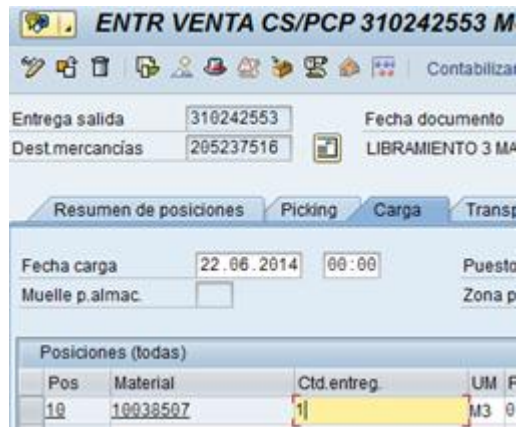 ENTR VENTA CS/PCP 310242553 M
Contabilizar
Entrega salida 310242553 Fecha documento
Dest.mercancías 205237516 LIBRAMIENTO 3 MA
Resumen de posiciones Picking Carga Transp
Fecha carga 22.06.2014 00:00 Puesto
Muelle p.almac. Zona p
Posiciones (todas)
Pos Material Ctd.entreg. UM
10 10038507 1 M3 0